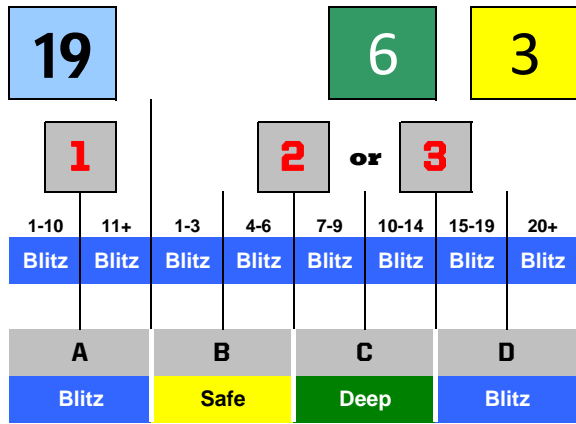 19 6 3
1 2 or 3
1-10 11+ 1-3 4-6 7-9 10-14 15-19 20+
Blitz Blitz Blitz Blitz Blitz Blitz Blitz Blitz
A B C D
Blitz Safe Deep Blitz